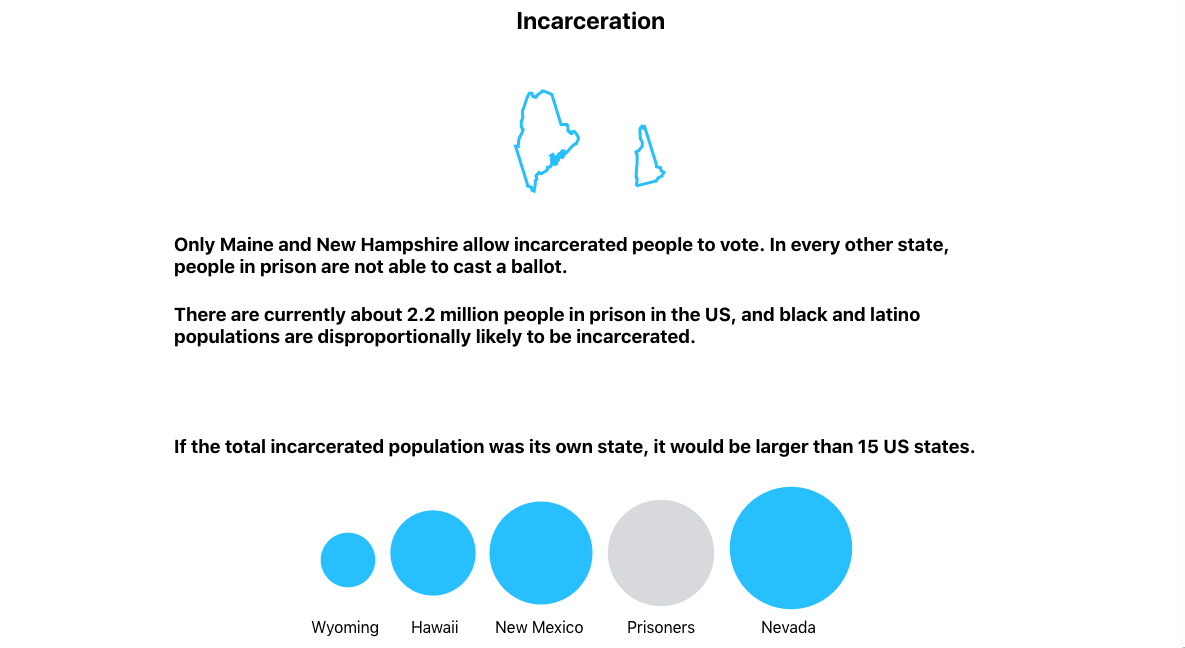 Incarceration
Only Maine and New Hampshire allow incarcerated people to vote. In every other state,
people in prison are not able to cast a ballot.
There are currently about 2.2 million people in prison in the US, and black and latino
populations are disproportionally likely to be incarcerated.
If the total incarcerated population was its own state, it would be larger than 15 US states.
Wyoming Hawaii New Mexico Prisoners Nevada